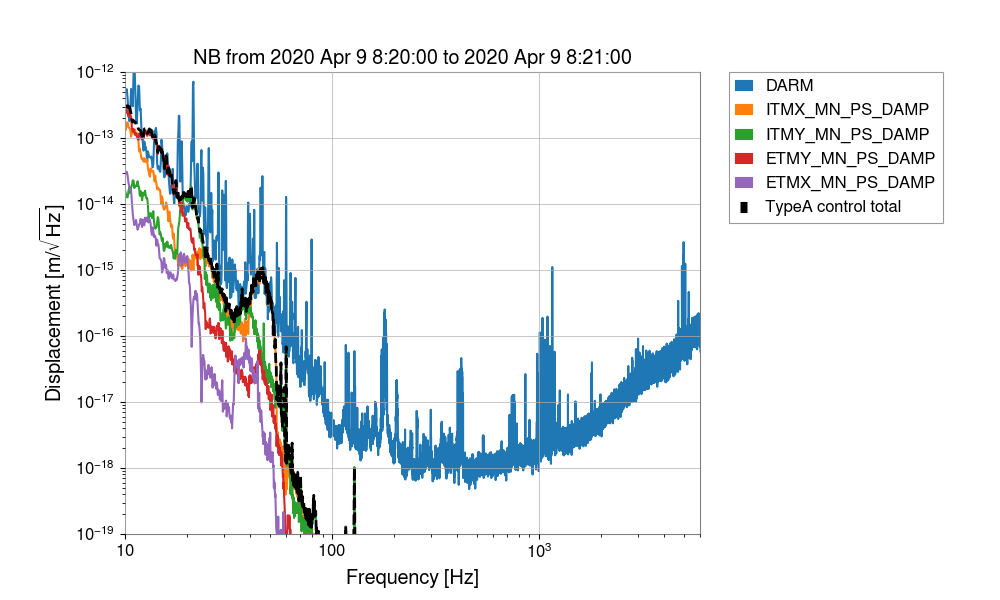 NB from 2020 Apr 9 8:20:00 to 2020 Apr 9 8:21:00
10⁻¹²
10⁻¹³
10⁻¹⁴
10⁻¹⁵
10⁻¹⁶
10⁻¹⁷
10⁻¹⁸
10⁻¹⁹
Displacement [m/√Hz]
10 100 10³
Frequency [Hz]
DARM
ITMX_MN_PS_DAMP
ITMY_MN_PS_DAMP
ETMY_MN_PS_DAMP
ETMX_MN_PS_DAMP
TypeA control total